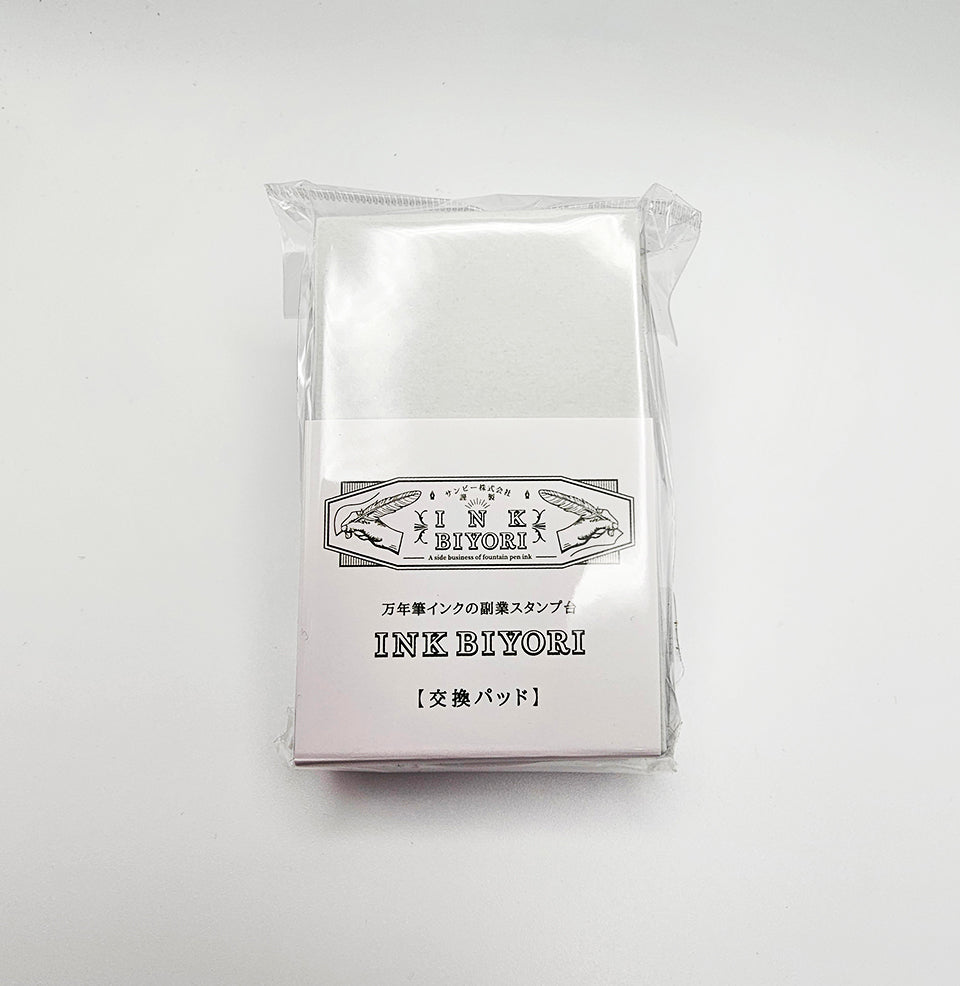 サンビー株式会社
謹製
INK
BIYORI
A side business of fountain pen ink
万年筆インクの副業スタンプ台
INK BIYORI
【交換パッド】